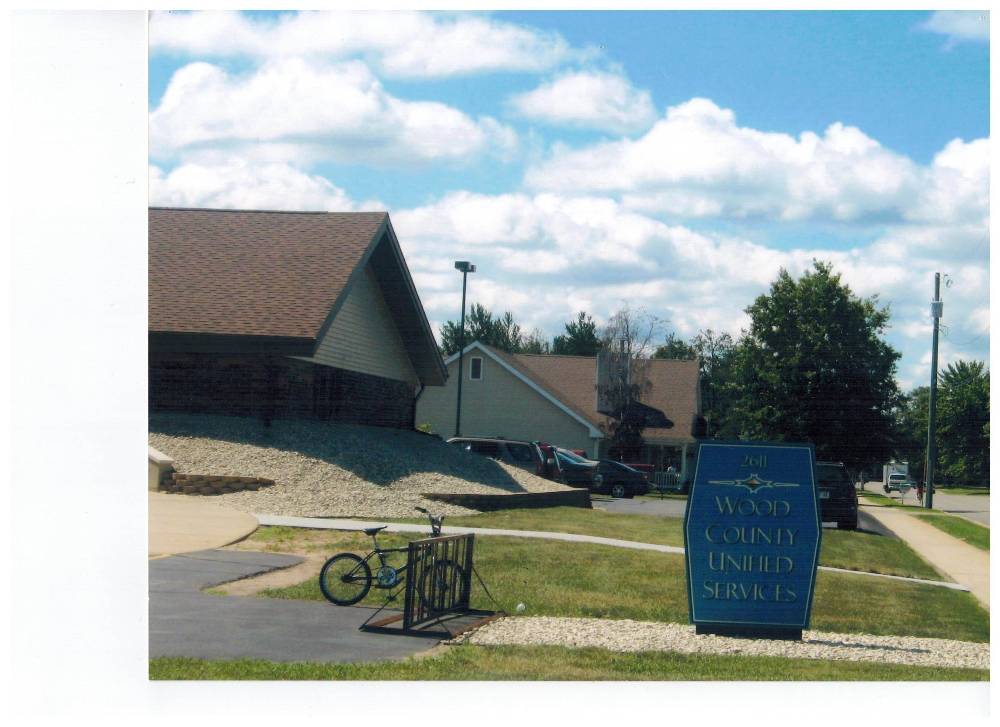 2611
WOOD
COUNTY
UNIFIED
SERVICES